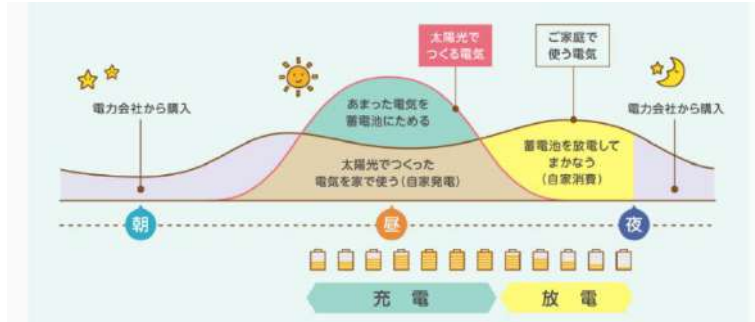 太陽光で
つくる電気
ご家庭で
使う電気
電力会社から購入
あまった電気を
蓄電池にためる
電力会社から購入
太陽光でつくった
電気を家で使う(自家発電)
蓄電池を放電して
まかなう
(自家消費)
朝
昼
夜
充電
放電